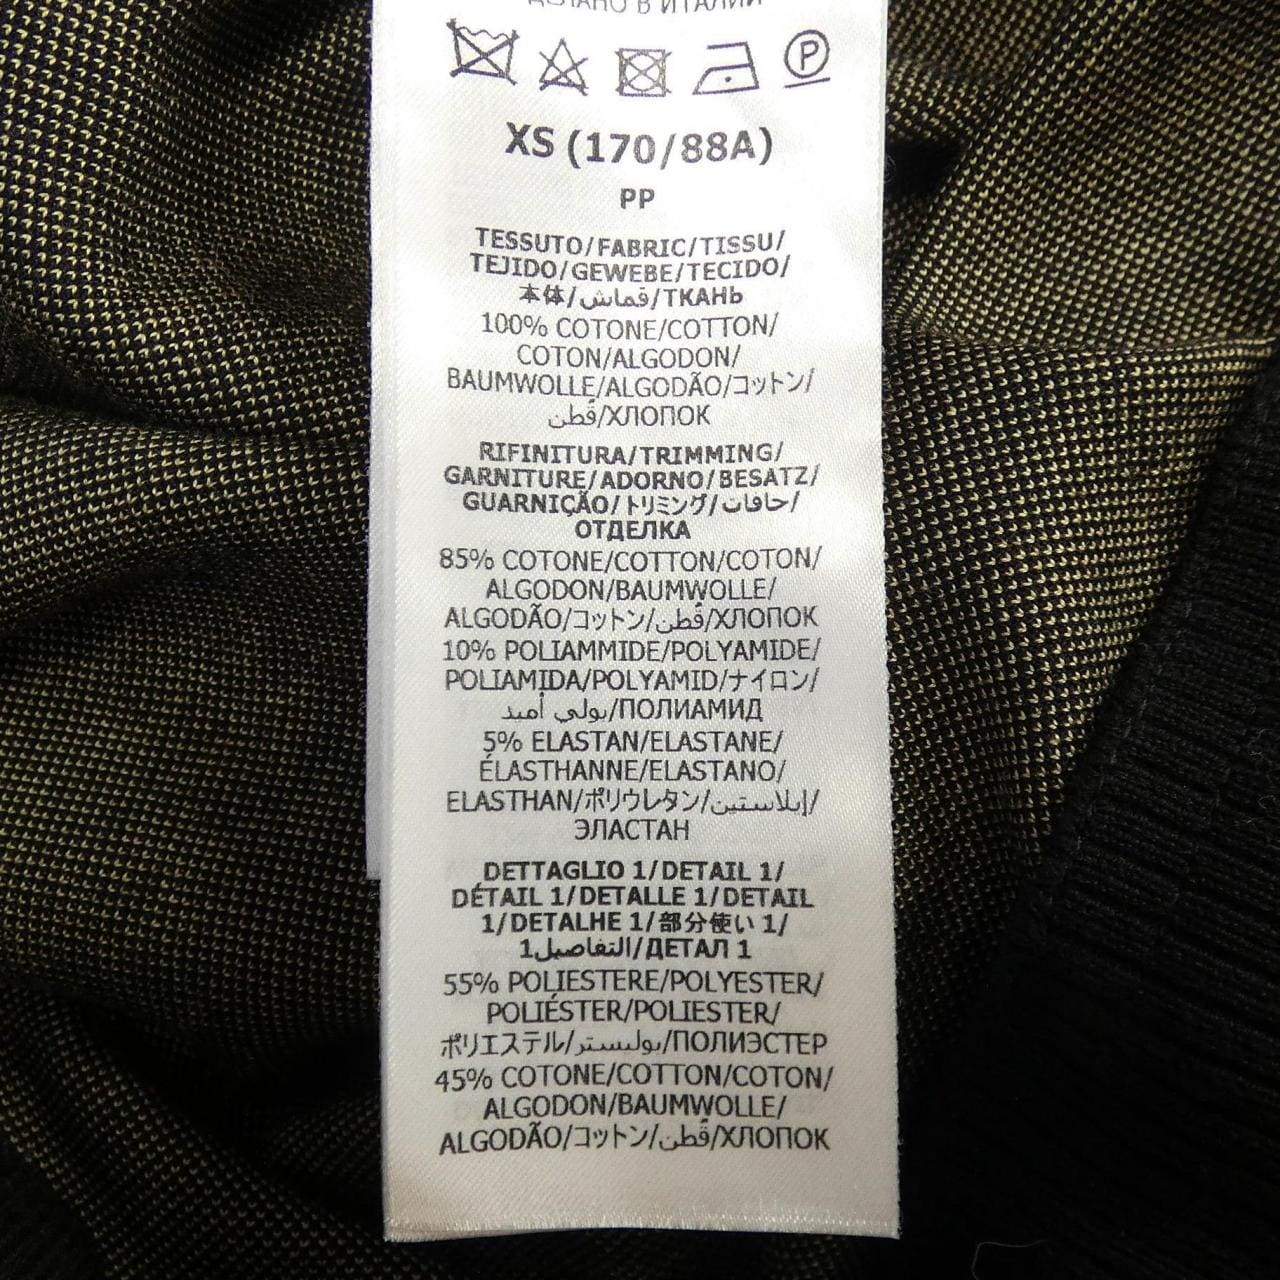 ДЕЛАНО В ИТАЛИИ
P
XS (170/88A)
PP
TESSUTO/FABRIC/TISSU/
TEJIDO/GEWEBE/TECIDO/
本体/قماش/ТКАНЬ
100% COTONE/COTTON/
COTON/ALGODON/
BAUMWOLLE/ALGODÃO/コットン/
قطن/ХЛОПОК
RIFINITURA/TRIMMING/
GARNITURE/ADORNO/BESATZ/
GUARNIÇÃO/トリミング/حافات/
ОТДЕЛКА
85% COTONE/COTTON/COTON/
ALGODON/BAUMWOLLE/
ALGODÃO/コットン/قطن/ХЛОПОК
10% POLIAMMIDE/POLYAMIDE/
POLIAMIDA/POLYAMID/ナイロン/
بولي أميد/ПОЛИАМИД
5% ELASTAN/ELASTANE/
ÉLASTHANNE/ELASTANO/
ELASTHAN/ポリウレタン/إيلاستين/
ЭЛАСТАН
DETTAGLIO 1/DETAIL 1/
DÉTAIL 1/DETALLE 1/DETAIL
1/DETALHE 1/部分使い 1/
التفاصيل1/ДЕТАЛ 1
55% POLIESTERE/POLYESTER/
POLIÉSTER/POLIESTER/
ポリエステル/بوليستر/ПОЛИЭСТЕР
45% COTONE/COTTON/COTON/
ALGODON/BAUMWOLLE/
ALGODÃO/コットン/قطن/ХЛОПОК